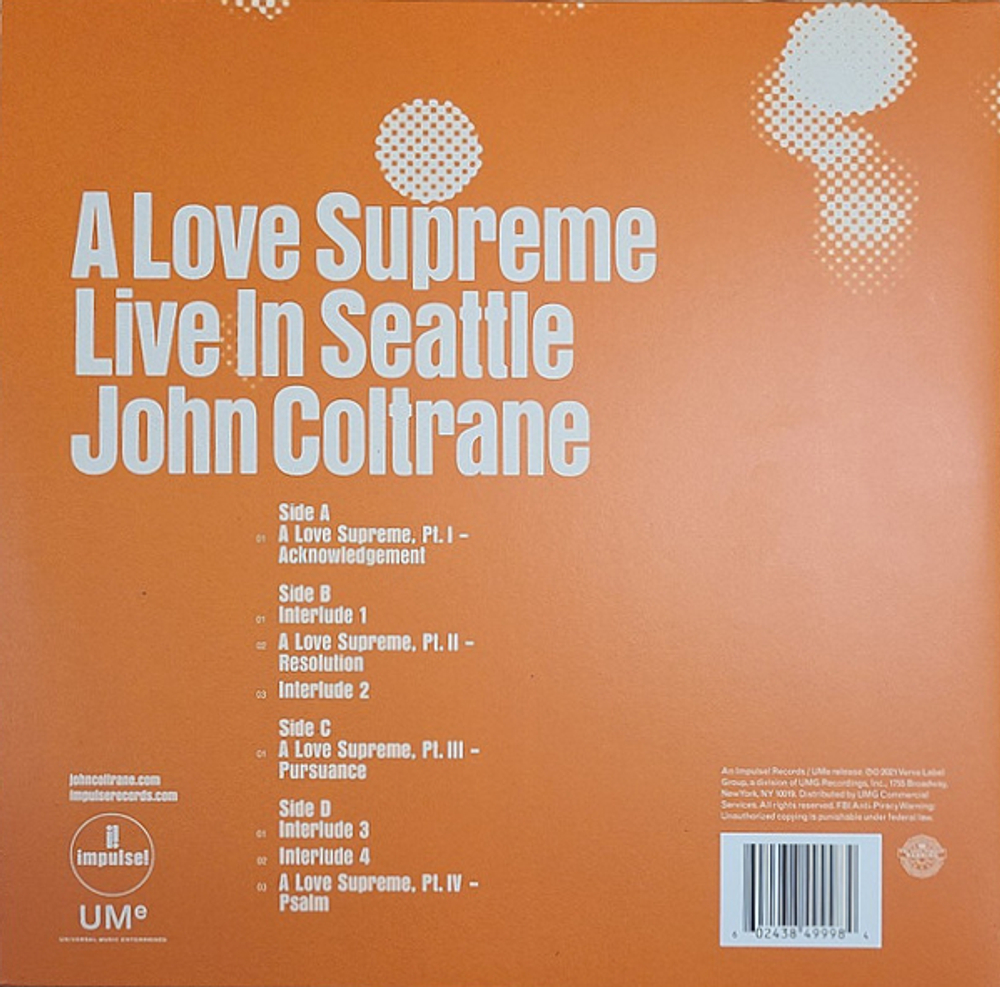 A Love Supreme
Live In Seattle
John Coltrane
Side A
01 A Love Supreme, Pt. I –
Acknowledgement
Side B
01 Interlude 1
02 A Love Supreme, Pt. II –
Resolution
03 Interlude 2
Side C
01 A Love Supreme, Pt. III –
Pursuance
Side D
01 Interlude 3
02 Interlude 4
03 A Love Supreme, Pt. IV –
Psalm
johncoltrane.com
impulserecords.com
i!
impulse!
UMe
UNIVERSAL MUSIC ENTERPRISES
An Impulse! Records / UMe release. ℗© 2021 Verve Label
Group, a division of UMG Recordings, Inc., 1755 Broadway,
New York, NY 10019. Distributed by UMG Commercial
Services. All rights reserved. FBI Anti-Piracy Warning:
Unauthorized copying is punishable under federal law.
6 02438 49998 4